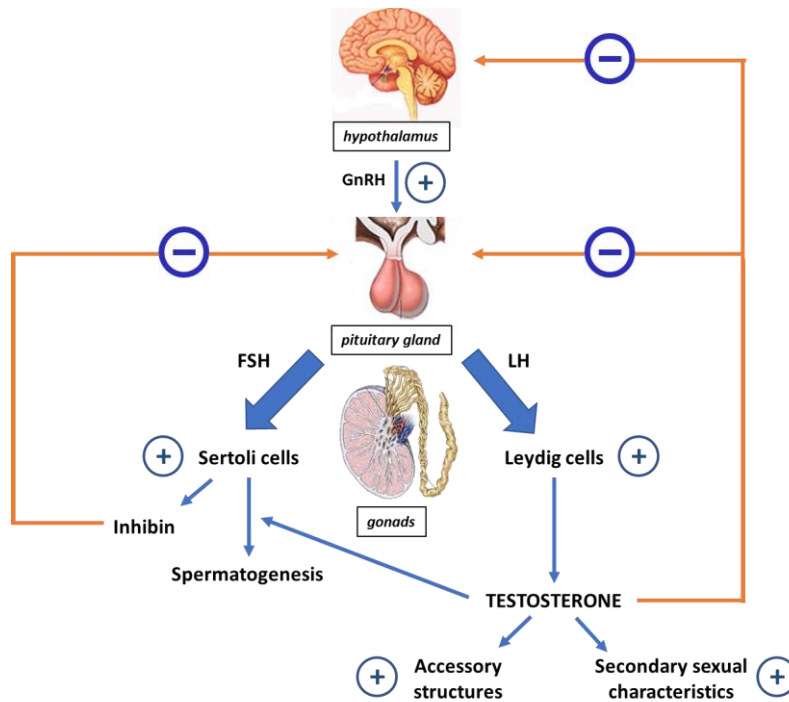 −
hypothalamus
GnRH
+
−
−
pituitary gland
FSH
LH
+
Sertoli cells
Leydig cells
+
gonads
Inhibin
Spermatogenesis
TESTOSTERONE
+
Accessory
structures
Secondary sexual
characteristics
+